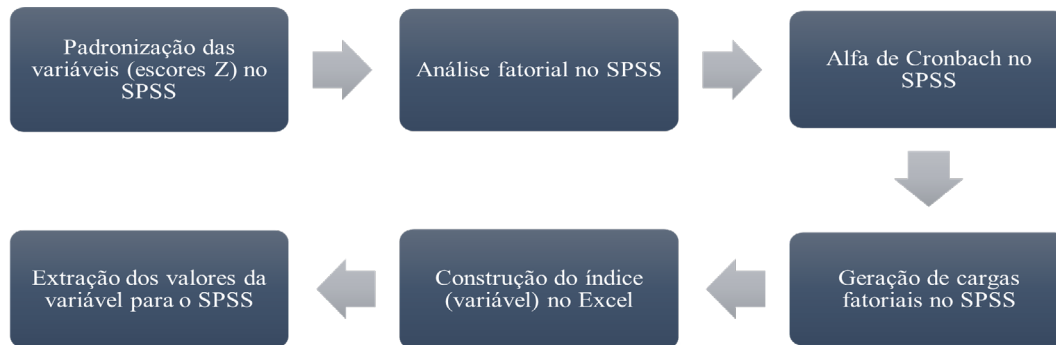 Padronização das
variáveis (escores Z) no
SPSS
Análise fatorial no SPSS
Alfa de Cronbach no
SPSS
Geração de cargas
fatoriais no SPSS
Construção do índice
(variável) no Excel
Extração dos valores da
variável para o SPSS